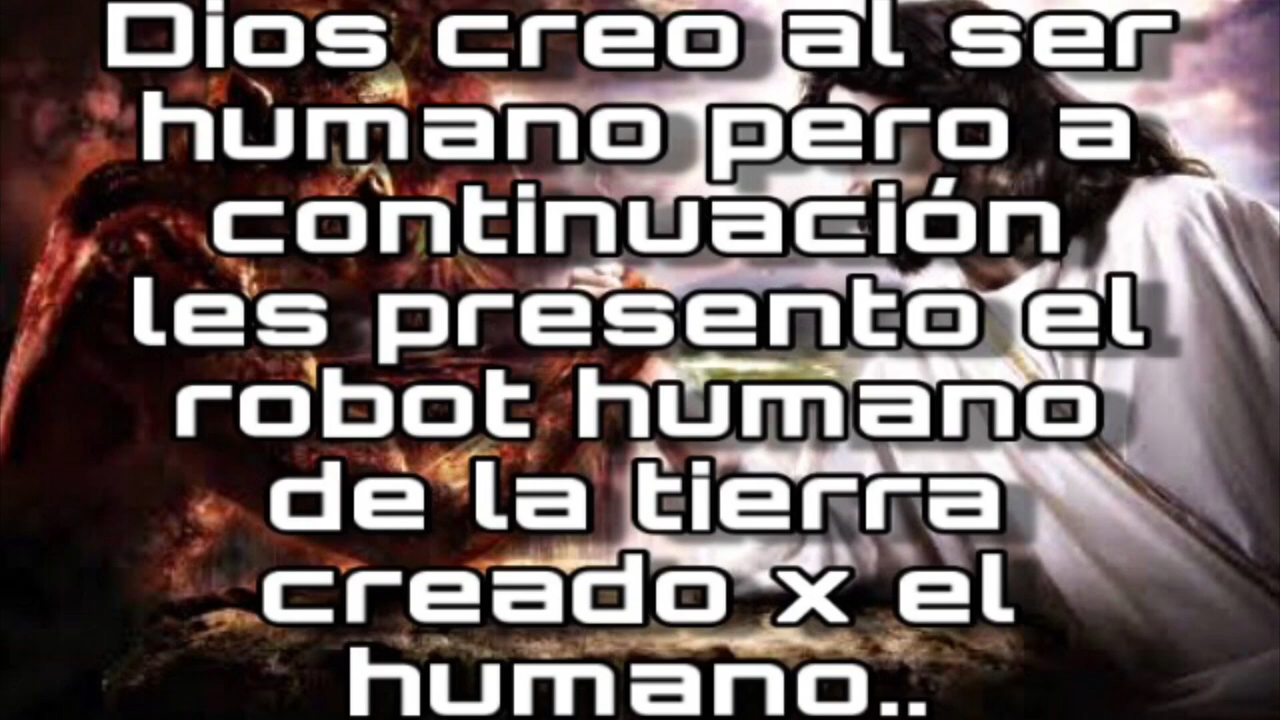 Dios creo al ser
humano pero a
continuación
les presento el
robot humano
de la tierra
creado x el
humano..